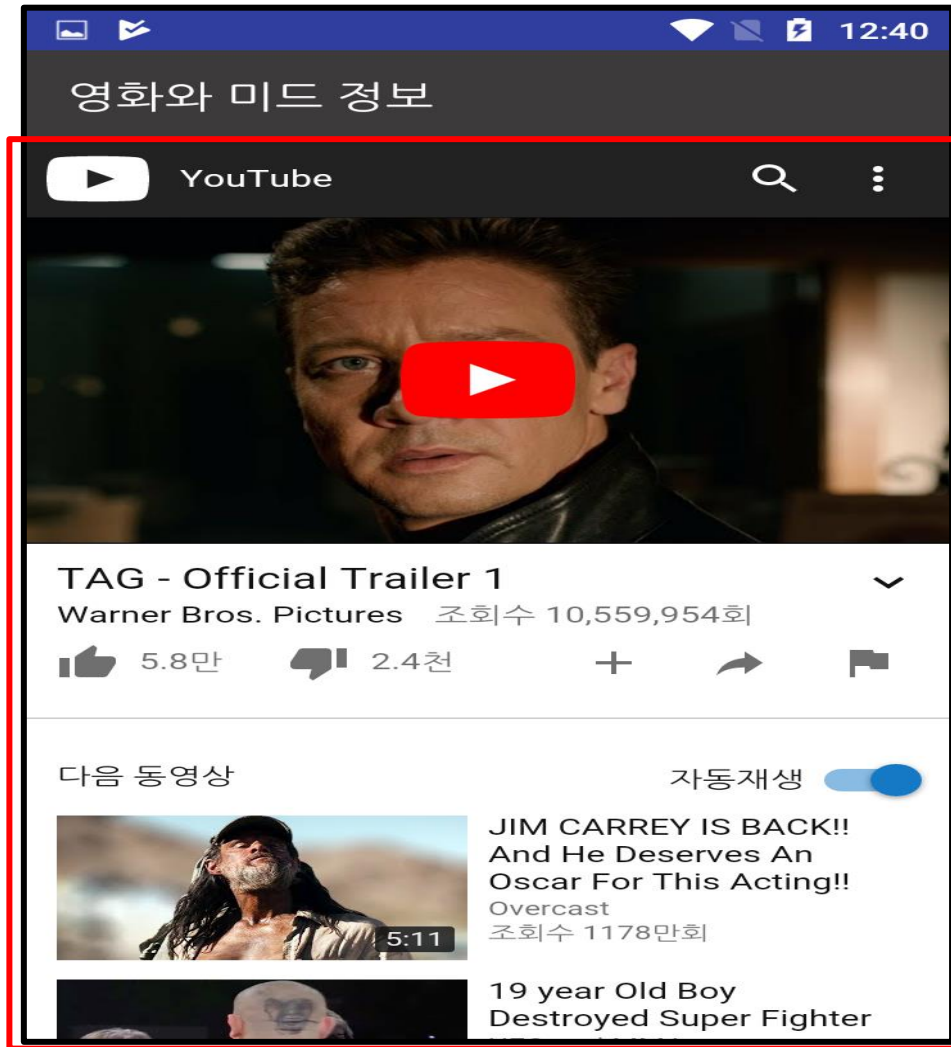 12:40
영화와 미드 정보
YouTube
TAG - Official Trailer 1
Warner Bros. Pictures 조회수 10,559,954회
5.8만 2.4천
다음 동영상 자동재생
5:11
JIM CARREY IS BACK!!
And He Deserves An
Oscar For This Acting!!
Overcast
조회수 1178만회
19 year Old Boy
Destroyed Super Fighter